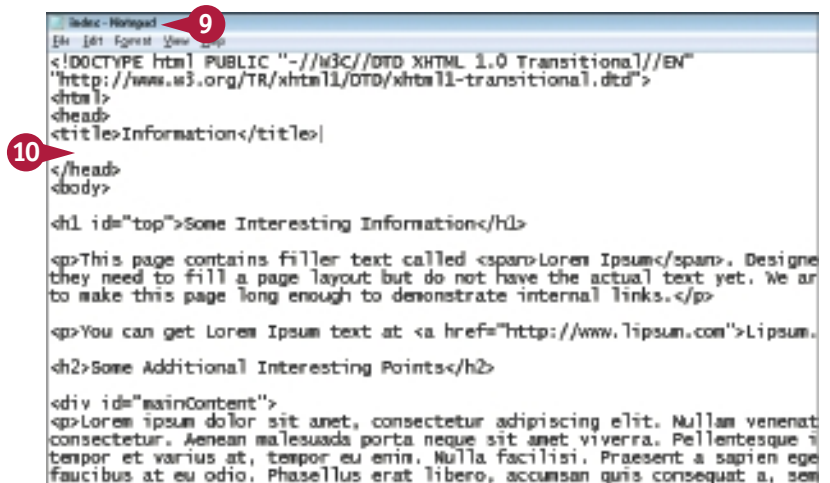 index - Notepad
9
File Edit Format View Help
<!DOCTYPE html PUBLIC "-//W3C//DTD XHTML 1.0 Transitional//EN"
"http://www.w3.org/TR/xhtml1/DTD/xhtml1-transitional.dtd">
<html>
<head>
<title>Information</title>
10
</head>
<body>
<h1 id="top">Some Interesting Information</h1>
<p>This page contains filler text called <span>Lorem Ipsum</span>. Designe
they need to fill a page layout but do not have the actual text yet. We ar
to make this page long enough to demonstrate internal links.</p>
<p>You can get Lorem Ipsum text at <a href="http://www.lipsum.com">Lipsum.
<h2>Some Additional Interesting Points</h2>
<div id="mainContent">
<p>Lorem ipsum dolor sit amet, consectetur adipiscing elit. Nullam venenat
consectetur. Aenean malesuada porta neque sit amet viverra. Pellentesque i
tempor et varius at, tempor eu enim. Nulla facilisi. Praesent a sapien ege
faucibus at eu odio. Phasellus erat libero, accumsan quis consequat a, sem